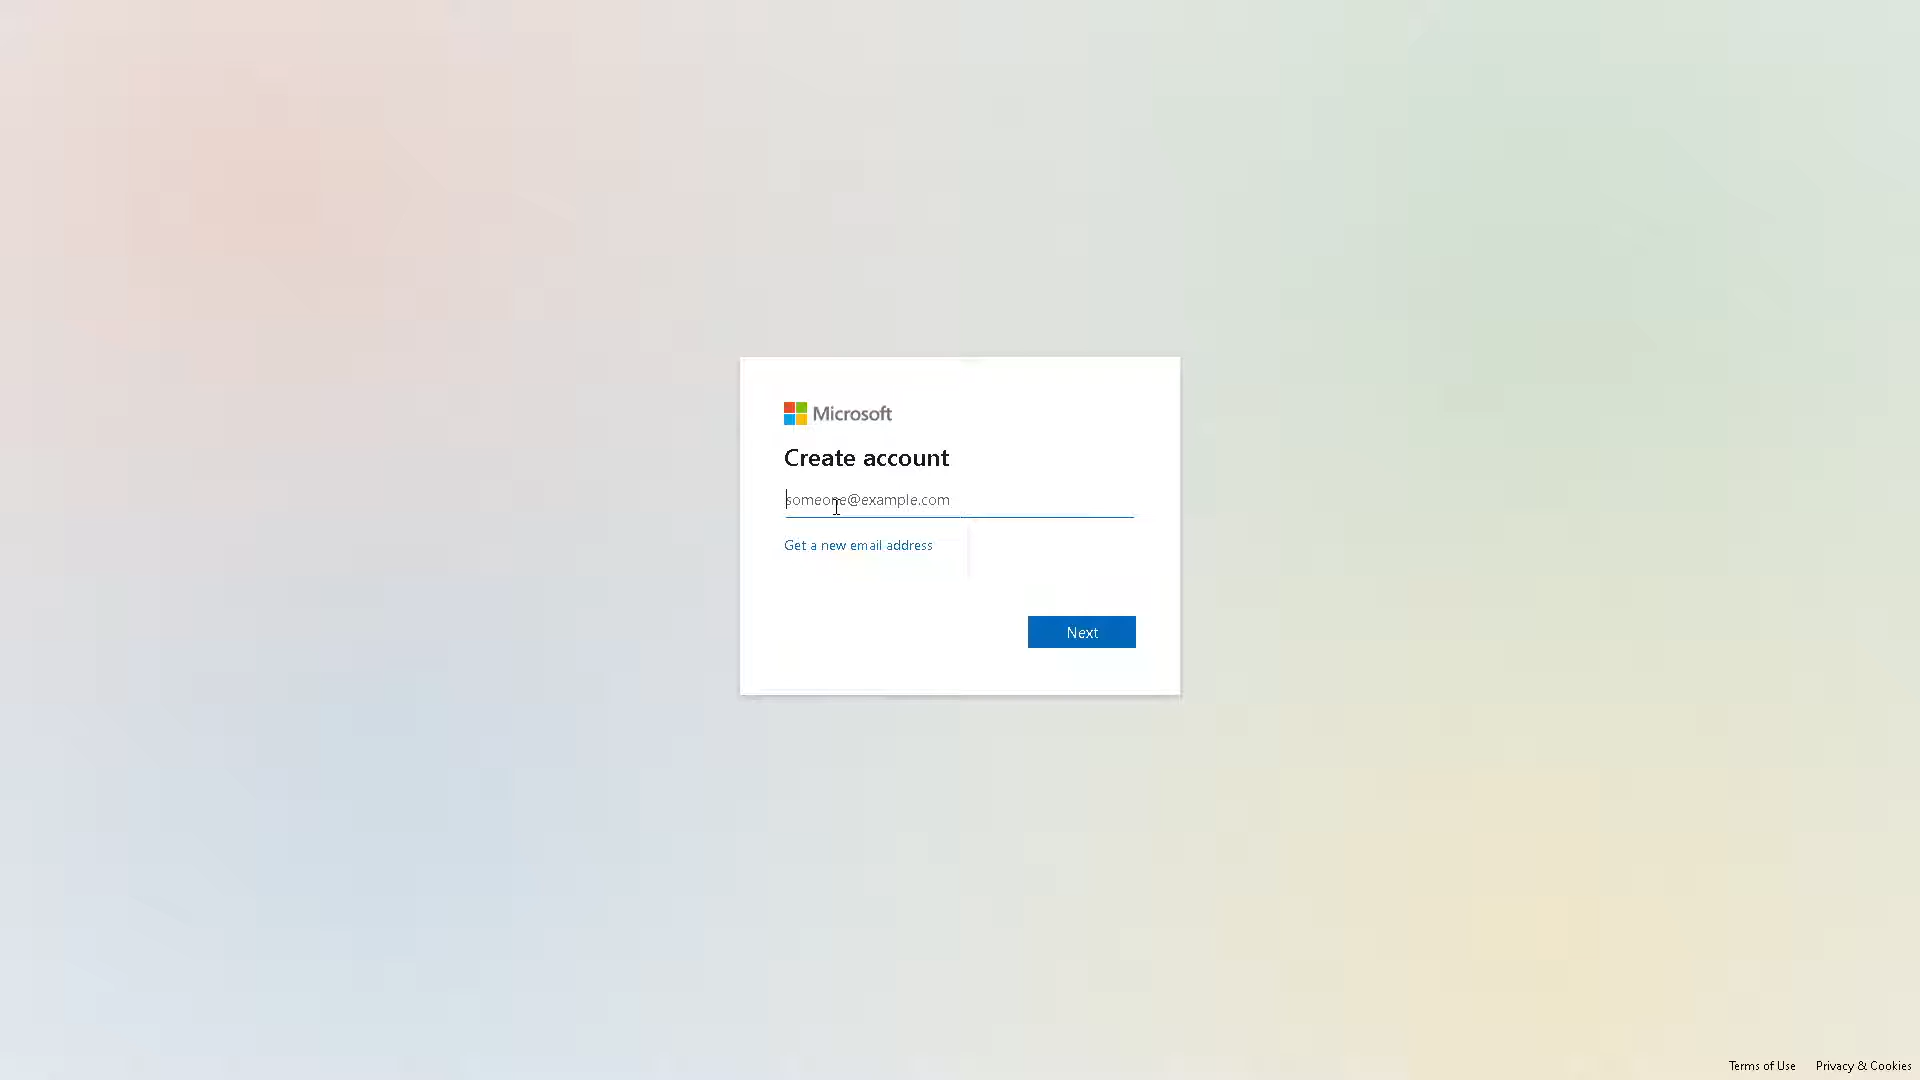 Microsoft
Create account
someone@example.com
Get a new email address
Next
Terms of Use Privacy & Cookies